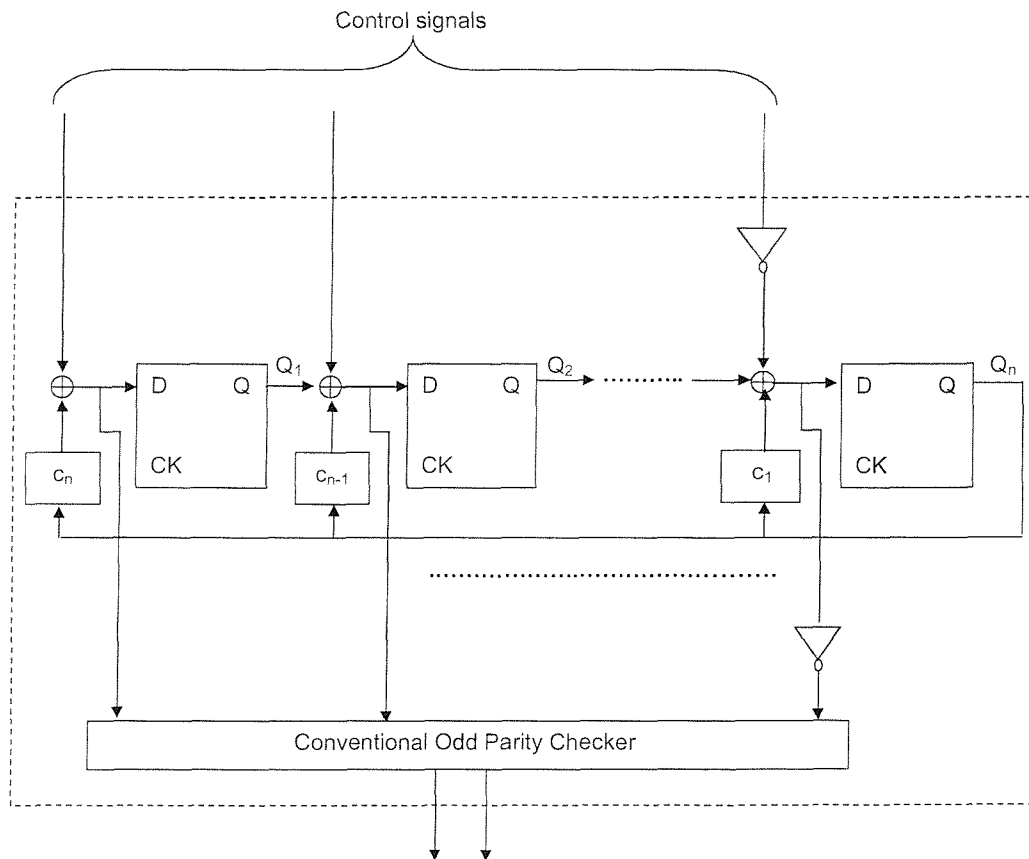 Control signals
Q₁
Q₂
Qₙ
D Q
D Q
D Q
CK
CK
CK
cₙ
cₙ₋₁
c₁
Conventional Odd Parity Checker